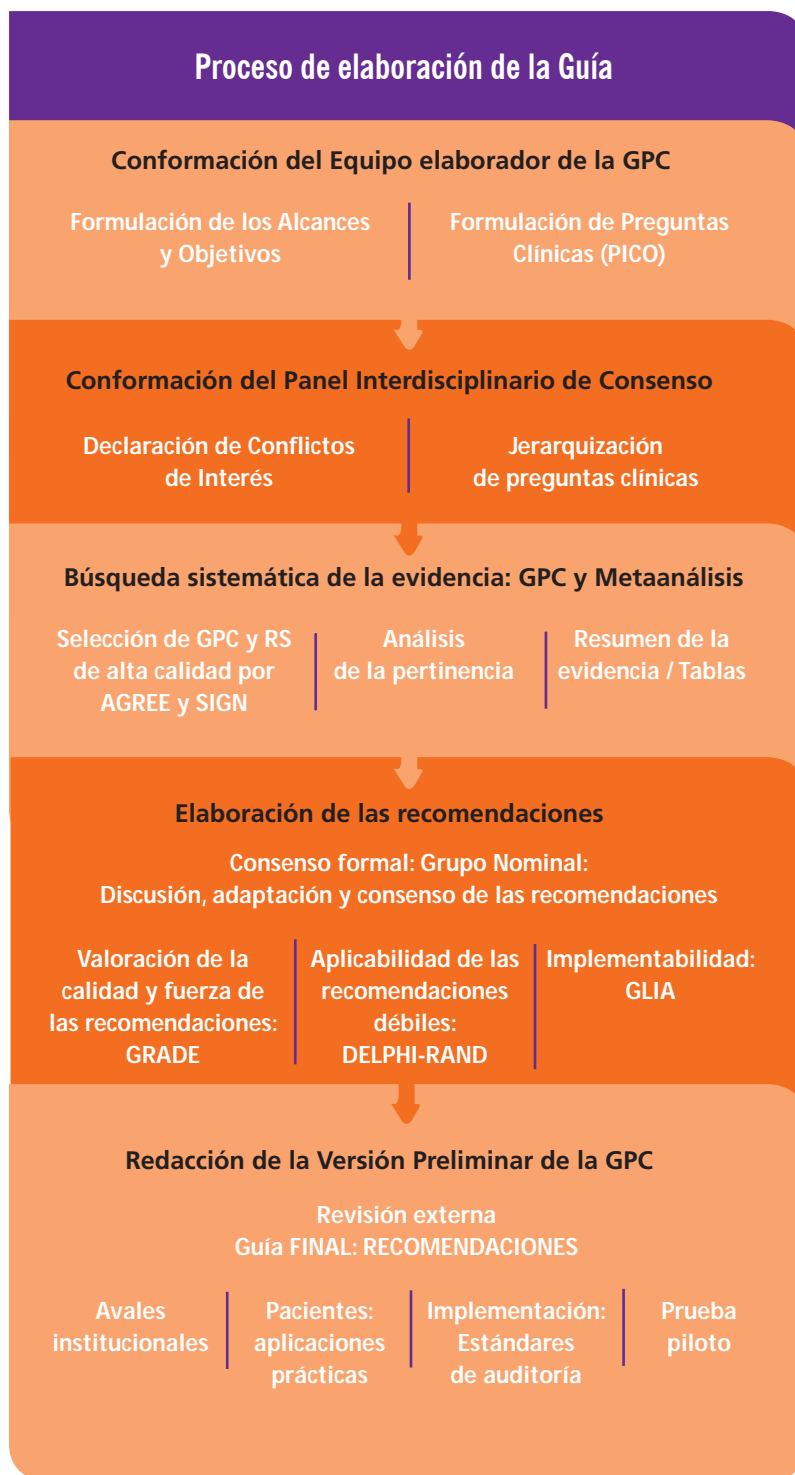 Proceso de elaboración de la Guía
Conformación del Equipo elaborador de la GPC
Formulación de los Alcances
y Objetivos
Formulación de Preguntas
Clínicas (PICO)
Conformación del Panel Interdisciplinario de Consenso
Declaración de Conflictos
de Interés
Jerarquización
de preguntas clínicas
Búsqueda sistemática de la evidencia: GPC y Metaanálisis
Selección de GPC y RS
de alta calidad por
AGREE y SIGN
Análisis
de la pertinencia
Resumen de la
evidencia / Tablas
Elaboración de las recomendaciones
Consenso formal: Grupo Nominal:
Discusión, adaptación y consenso de las recomendaciones
Valoración de la
calidad y fuerza de
las recomendaciones:
GRADE
Aplicabilidad de las
recomendaciones
débiles:
DELPHI-RAND
Implementabilidad:
GLIA
Redacción de la Versión Preliminar de la GPC
Revisión externa
Guía FINAL: RECOMENDACIONES
Avales
institucionales
Pacientes:
aplicaciones
prácticas
Implementación:
Estándares
de auditoría
Prueba
piloto